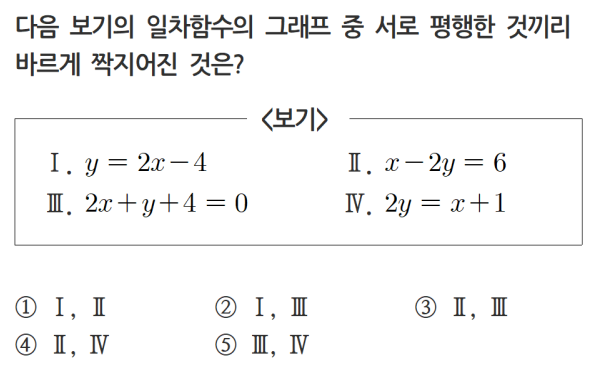 다음 보기의 일차함수의 그래프 중 서로 평행한 것끼리
바르게 짝지어진 것은?
<보기>
Ⅰ. y = 2x-4 Ⅱ. x-2y = 6
Ⅲ. 2x+y+4 = 0 Ⅳ. 2y = x+1
① Ⅰ, Ⅱ ② Ⅰ, Ⅲ ③ Ⅱ, Ⅲ
④ Ⅱ, Ⅳ ⑤ Ⅲ, Ⅳ